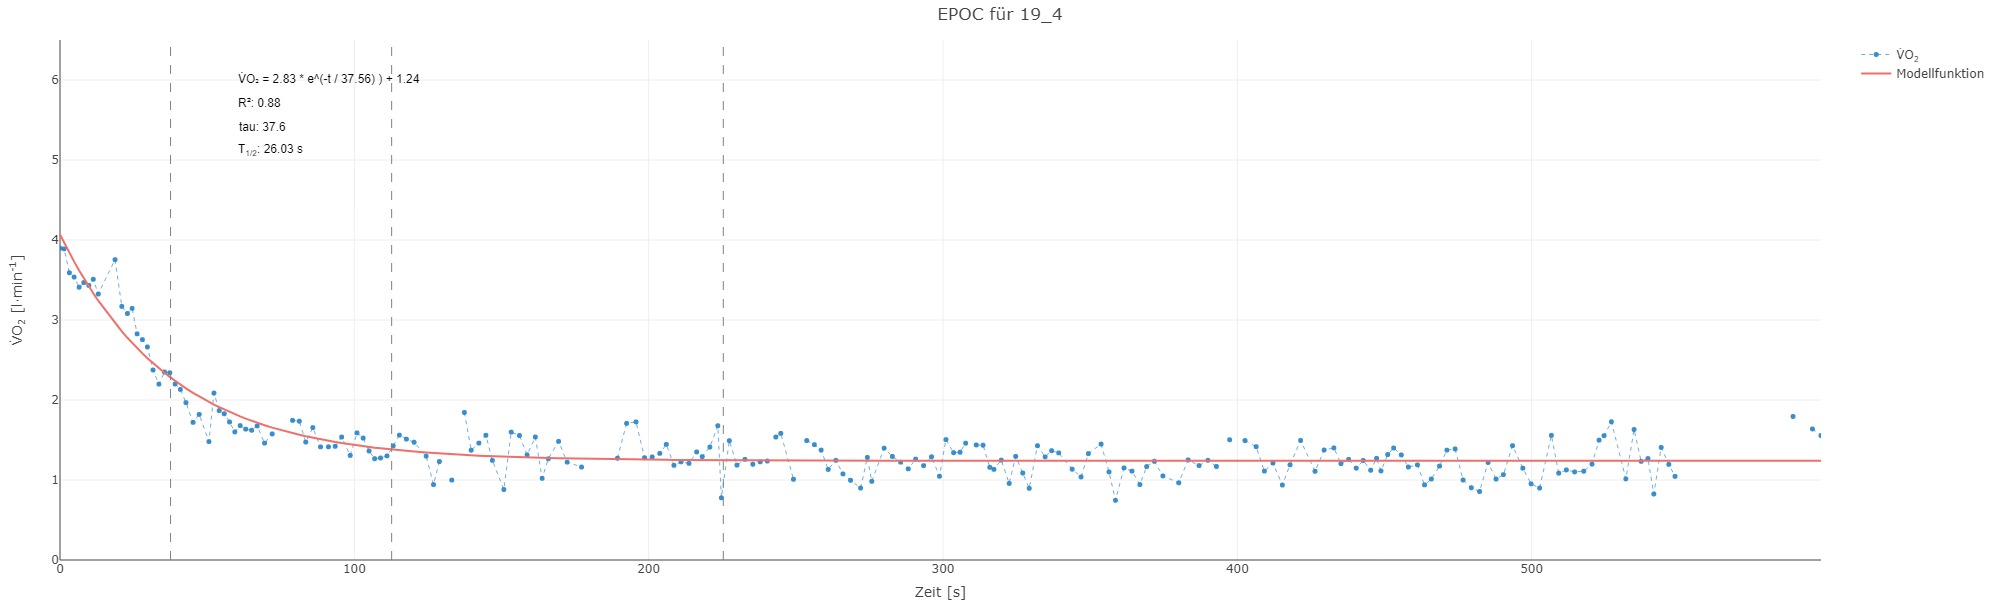 EPOC für 19_4
V̇O₂
Modellfunktion
V̇O₂ = 2.83 * e^(-t / 37.56) ) + 1.24
R²: 0.88
tau: 37.6
T₁/₂: 26.03 s
V̇O₂ [l·min⁻¹]
6
5
4
3
2
1
0
0 100 200 300 400 500
Zeit [s]